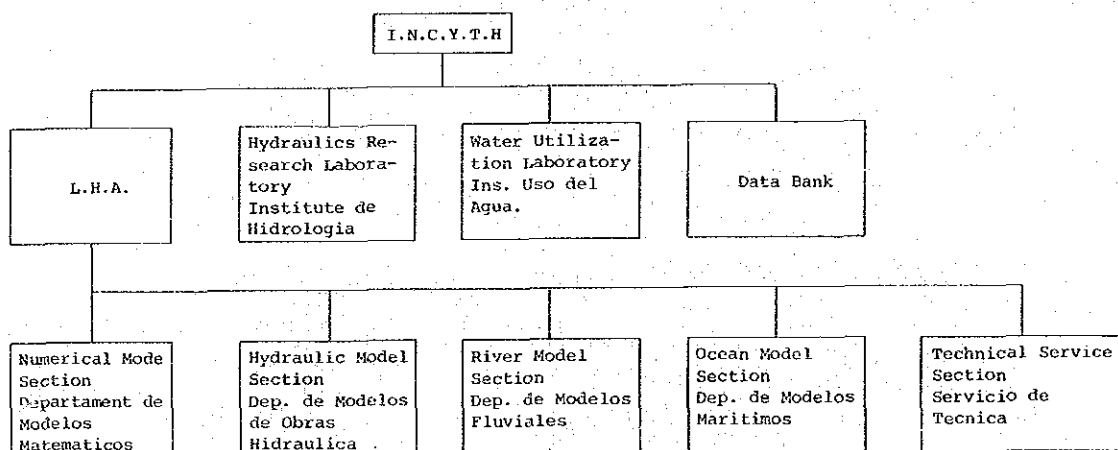 I.N.C.Y.T.H
L.H.A.
Hydraulics Re-
search Labora-
tory
Institute de
Hidrologia
Water Utiliza-
tion Laboratory
Ins. Uso del
Agua.
Data Bank
Numerical Mode
Section
Departament de
Modelos
Matematicos
Hydraulic Model
Section
Dep. de Modelos
de Obras
Hidraulica .
River Model
Section
Dep. de Modelos
Fluviales
Ocean Model
Section
Dep. de Modelos
Maritimos
Technical Service
Section
Servicio de
Tecnica